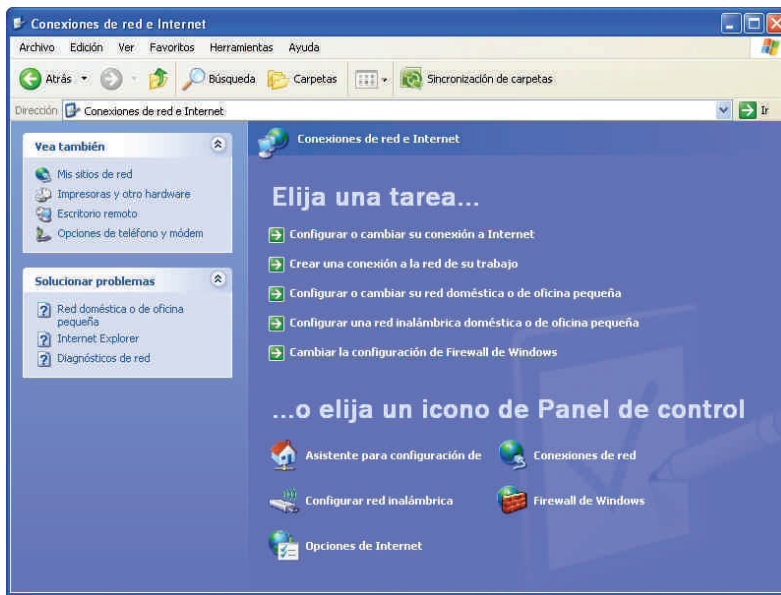 Conexiones de red e Internet
Archivo Edición Ver Favoritos Herramientas Ayuda
Atrás Búsqueda Carpetas Sincronización de carpetas
Dirección Conexiones de red e Internet Ir
Vea también
Mis sitios de red
Impresoras y otro hardware
Escritorio remoto
Opciones de teléfono y módem
Solucionar problemas
Red doméstica o de oficina
pequeña
Internet Explorer
Diagnósticos de red
Conexiones de red e Internet
Elija una tarea...
Configurar o cambiar su conexión a Internet
Crear una conexión a la red de su trabajo
Configurar o cambiar su red doméstica o de oficina pequeña
Configurar una red inalámbrica doméstica o de oficina pequeña
Cambiar la configuración de Firewall de Windows
...o elija un icono de Panel de control
Asistente para configuración de
Conexiones de red
Configurar red inalámbrica
Firewall de Windows
Opciones de Internet